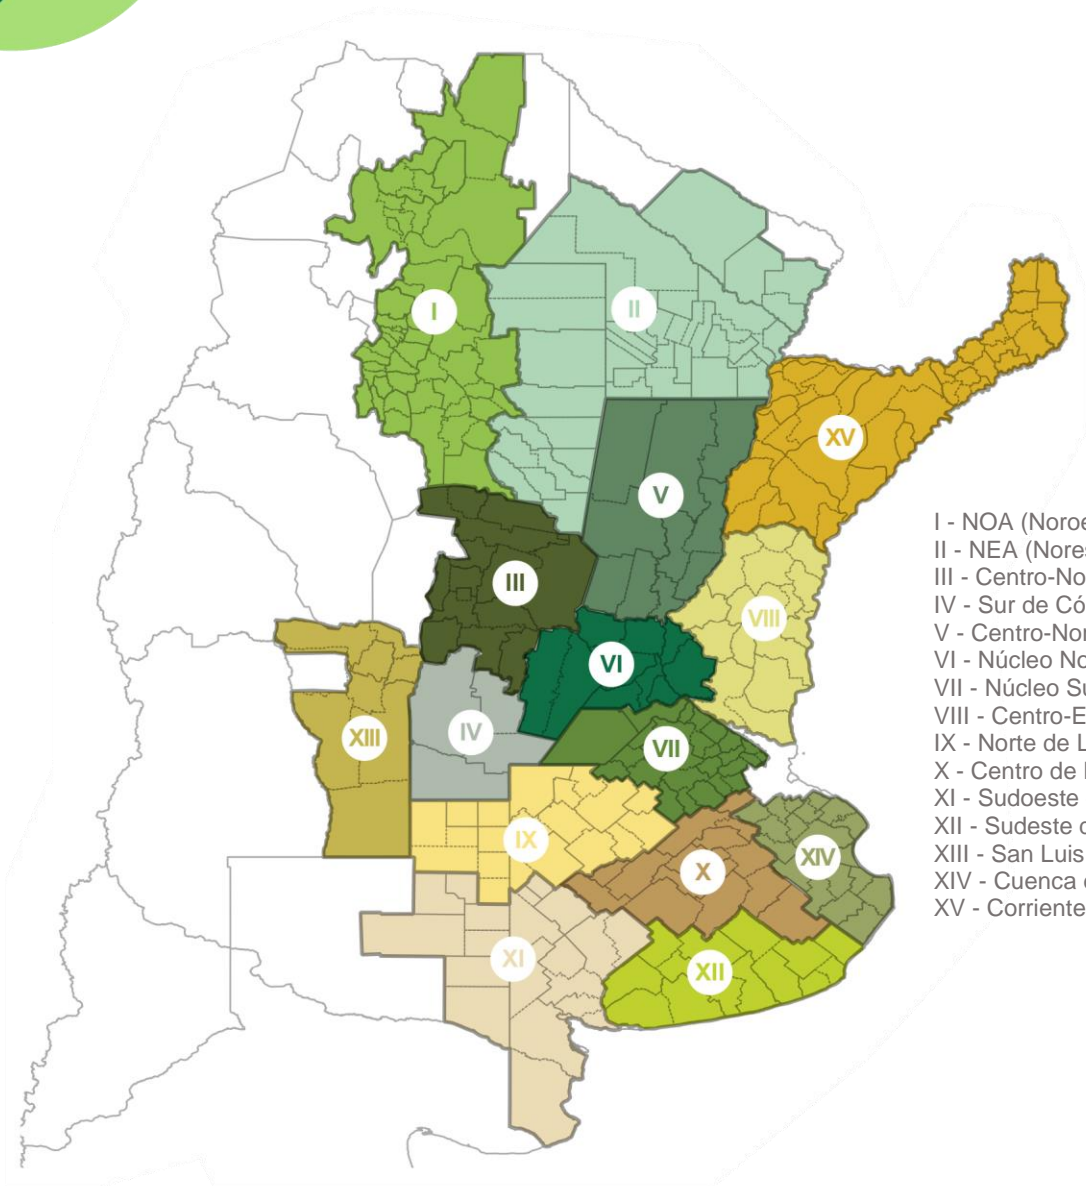 I
II
XV
V
III
VIII
VI
XIII
IV
VII
IX
XIV
X
XI
XII
I - NOA (Noroe
II - NEA (Nores
III - Centro-No
IV - Sur de Có
V - Centro-Nor
VI - Núcleo No
VII - Núcleo Su
VIII - Centro-E
IX - Norte de L
X - Centro de
XI - Sudoeste
XII - Sudeste d
XIII - San Luis
XIV - Cuenca
XV - Corriente